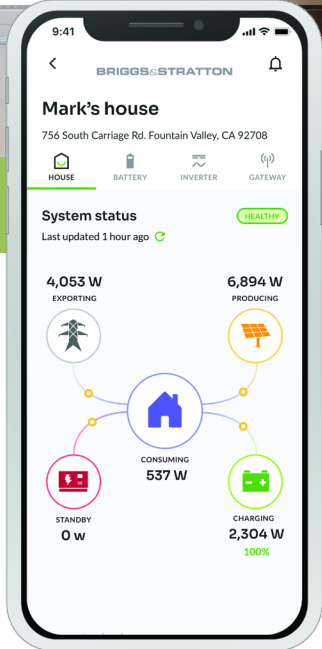 9:41
BRIGGS&STRATTON
Mark's house
756 South Carriage Rd. Fountain Valley, CA 92708
HOUSE BATTERY INVERTER GATEWAY
System status HEALTHY
Last updated 1 hour ago
4,053 W 6,894 W
EXPORTING PRODUCING
CONSUMING
537 W
STANDBY CHARGING
0 w 2,304 W
100%